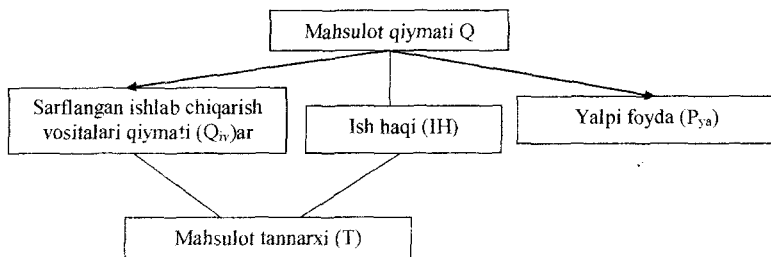 Mahsulot qiymati Q
Sarflangan ishlab chiqarish
vositalari qiymati (Qiv)ar
Ish haqi (IH)
Yalpi foyda (Pya)
Mahsulot tannarxi (T)